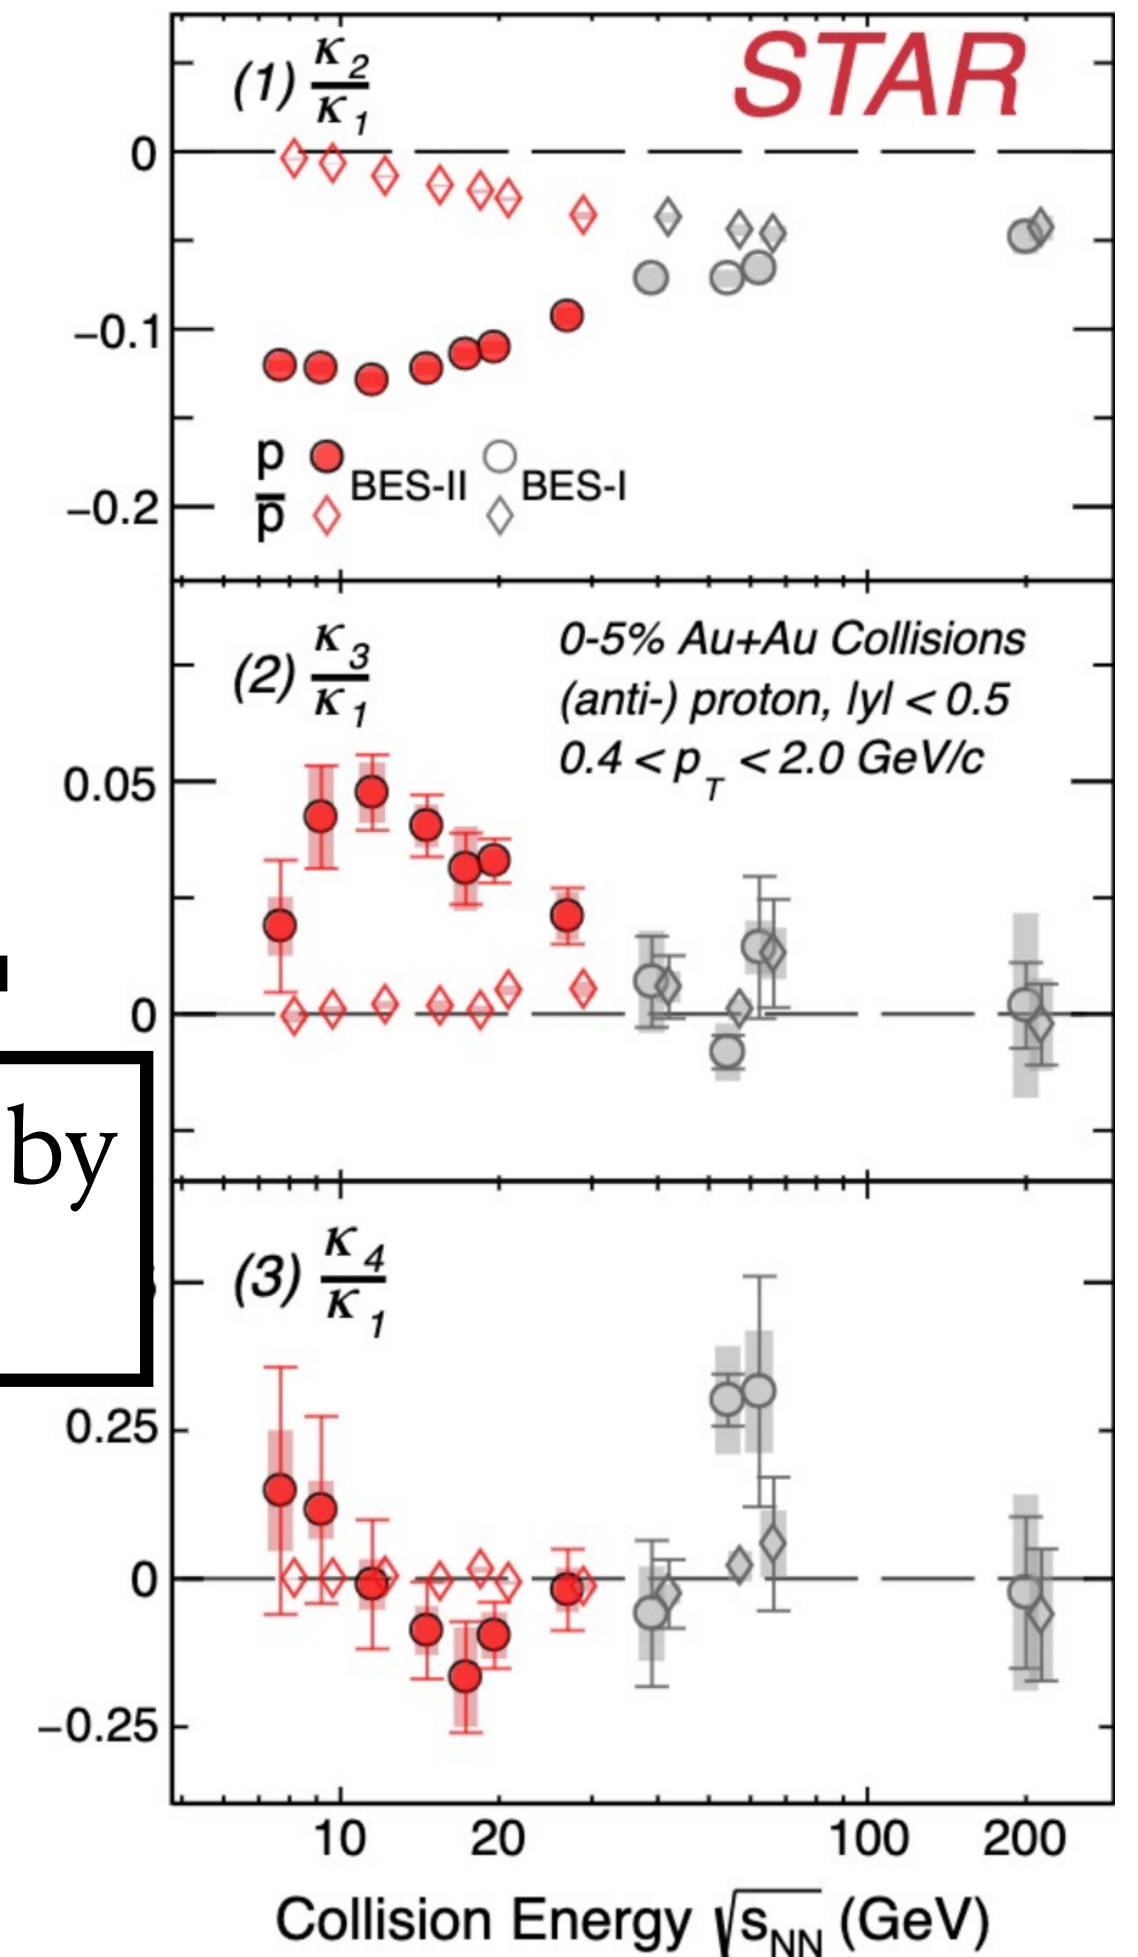 (1) κ2/κ1
STAR
0
−0.1
−0.2
p BES-II BES-I
p̅
(2) κ3/κ1
0-5% Au+Au Collisions
(anti-) proton, |y| < 0.5
0.4 < pT < 2.0 GeV/c
0.05
0
by
(3) κ4/κ1
0.25
0
−0.25
10 20 100 200
Collision Energy √sNN (GeV)